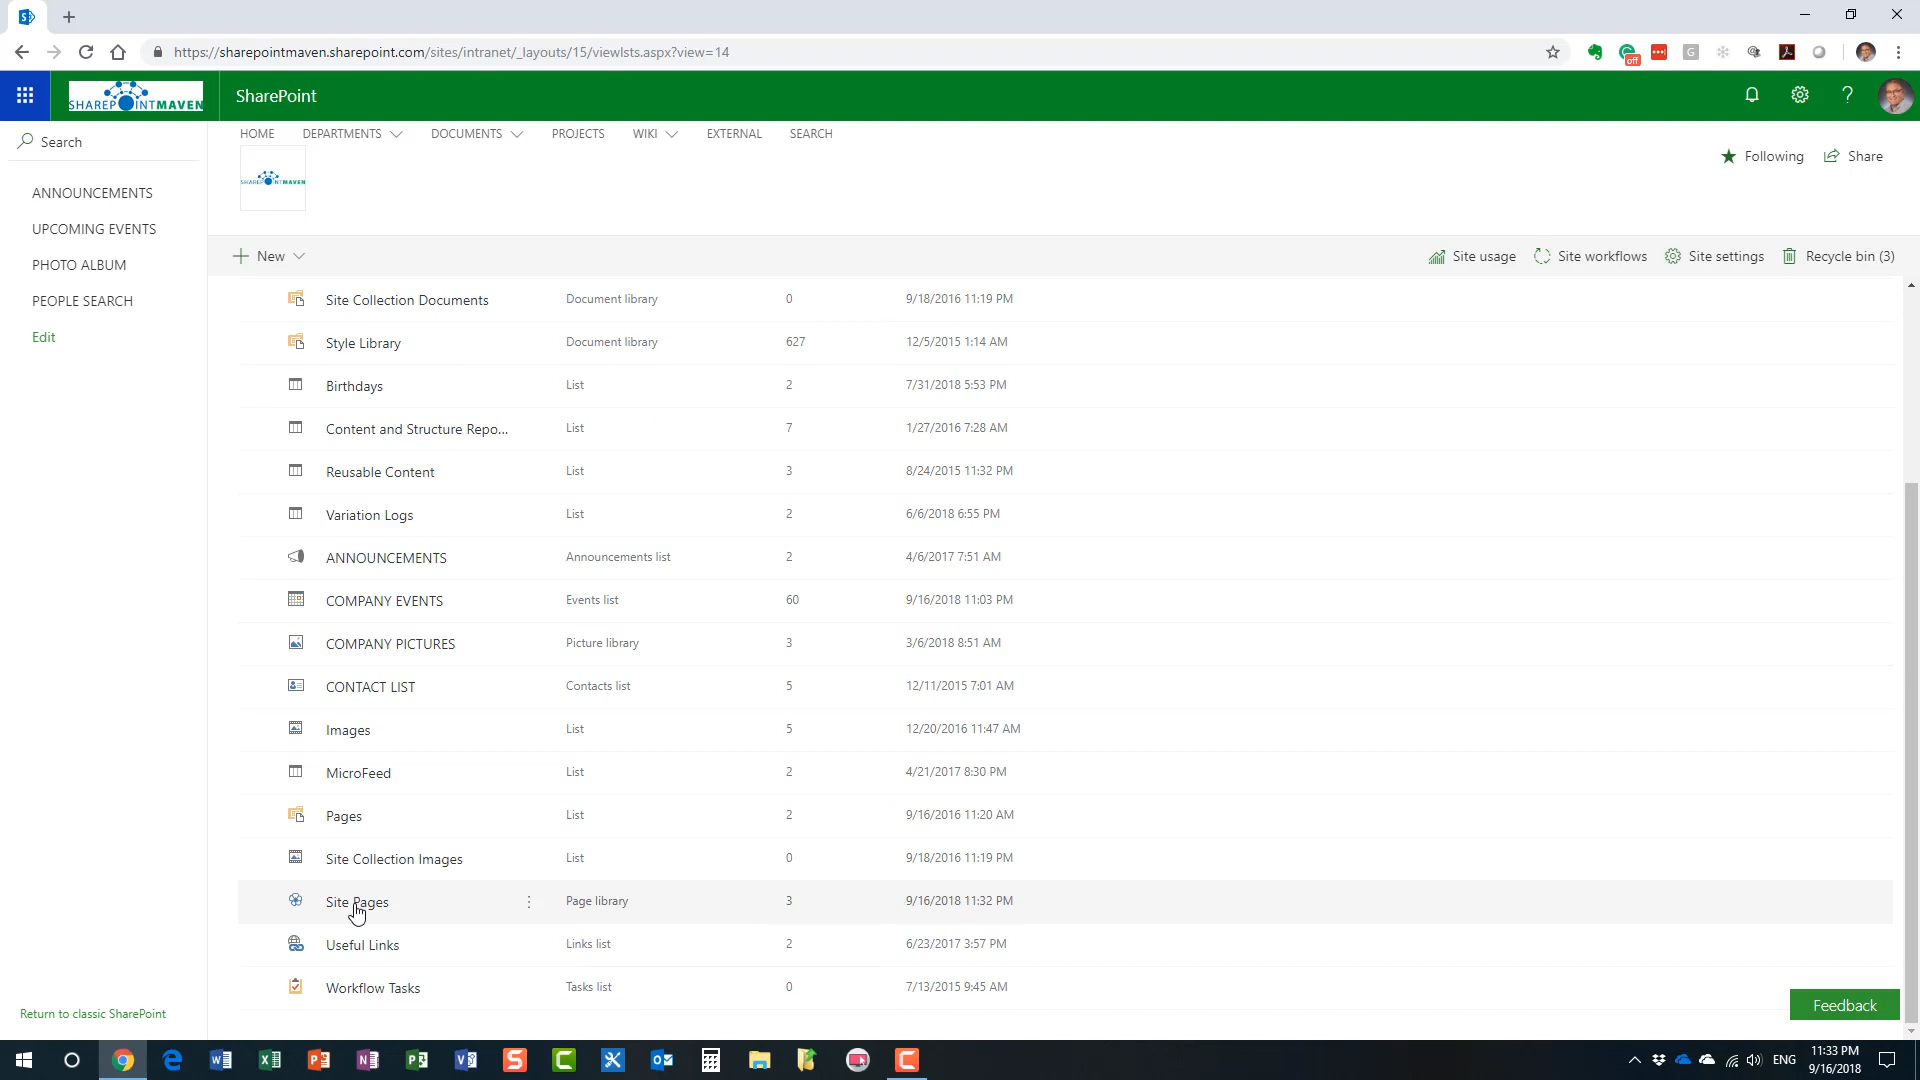 https://sharepointmaven.sharepoint.com/sites/intranet/_layouts/15/viewlsts.aspx?view=14
off
SHAREPOINTMAVEN
SharePoint
Search
HOME DEPARTMENTS DOCUMENTS PROJECTS WIKI EXTERNAL SEARCH
SHAREPOINTMAVEN
Following Share
ANNOUNCEMENTS
UPCOMING EVENTS
PHOTO ALBUM
PEOPLE SEARCH
Edit
New Site usage Site workflows Site settings Recycle bin (3)
Site Collection Documents Document library 0 9/18/2016 11:19 PM
Style Library Document library 627 12/5/2015 1:14 AM
Birthdays List 2 7/31/2018 5:53 PM
Content and Structure Repo... List 7 1/27/2016 7:28 AM
Reusable Content List 3 8/24/2015 11:32 PM
Variation Logs List 2 6/6/2018 6:55 PM
ANNOUNCEMENTS Announcements list 2 4/6/2017 7:51 AM
COMPANY EVENTS Events list 60 9/16/2018 11:03 PM
COMPANY PICTURES Picture library 3 3/6/2018 8:51 AM
CONTACT LIST Contacts list 5 12/11/2015 7:01 AM
Images List 5 12/20/2016 11:47 AM
MicroFeed List 2 4/21/2017 8:30 PM
Pages List 2 9/16/2016 11:20 AM
Site Collection Images List 0 9/18/2016 11:19 PM
Site Pages Page library 3 9/16/2018 11:32 PM
Useful Links Links list 2 6/23/2017 3:57 PM
Workflow Tasks Tasks list 0 7/13/2015 9:45 AM
Return to classic SharePoint
Feedback
ENG
11:33 PM
9/16/2018